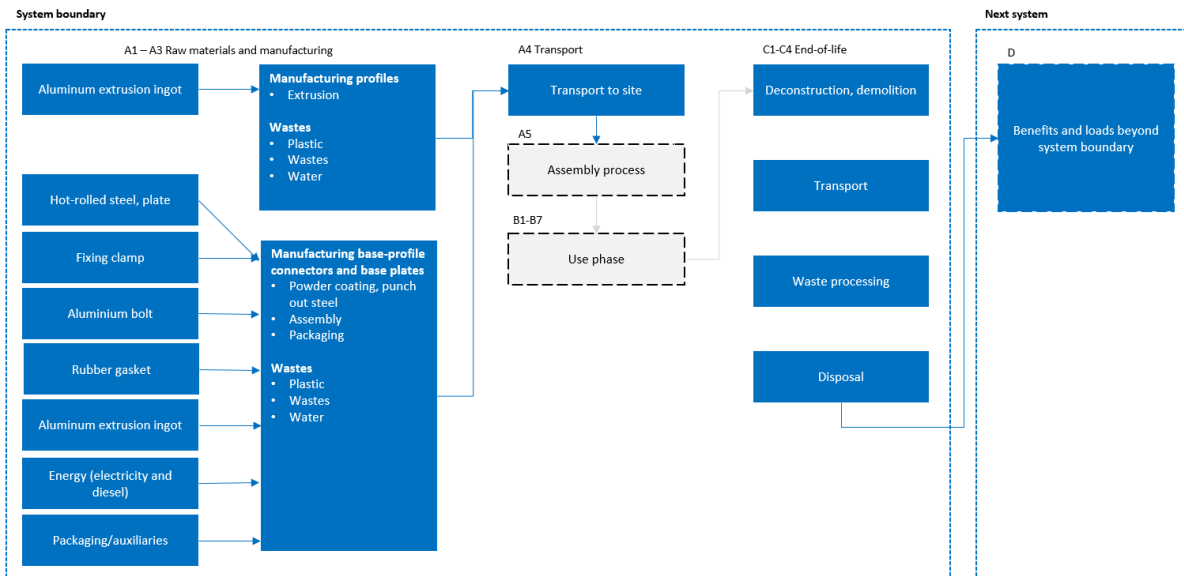 System boundary
Next system
A1 – A3 Raw materials and manufacturing
A4 Transport
C1-C4 End-of-life
D
Aluminum extrusion ingot
Manufacturing profiles
• Extrusion
Wastes
• Plastic
• Wastes
• Water
Transport to site
Deconstruction, demolition
Benefits and loads beyond
system boundary
A5
Assembly process
Transport
Hot-rolled steel, plate
B1-B7
Use phase
Fixing clamp
Manufacturing base-profile
connectors and base plates
• Powder coating, punch
out steel
• Assembly
• Packaging
Wastes
• Plastic
• Wastes
• Water
Waste processing
Aluminium bolt
Rubber gasket
Disposal
Aluminum extrusion ingot
Energy (electricity and
diesel)
Packaging/auxiliaries